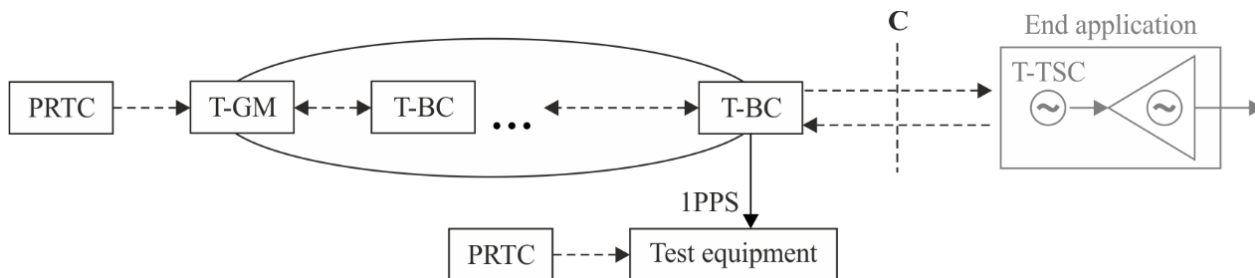 C
End application
PRTC
T-GM
T-BC
...
T-BC
T-TSC
1PPS
PRTC
Test equipment